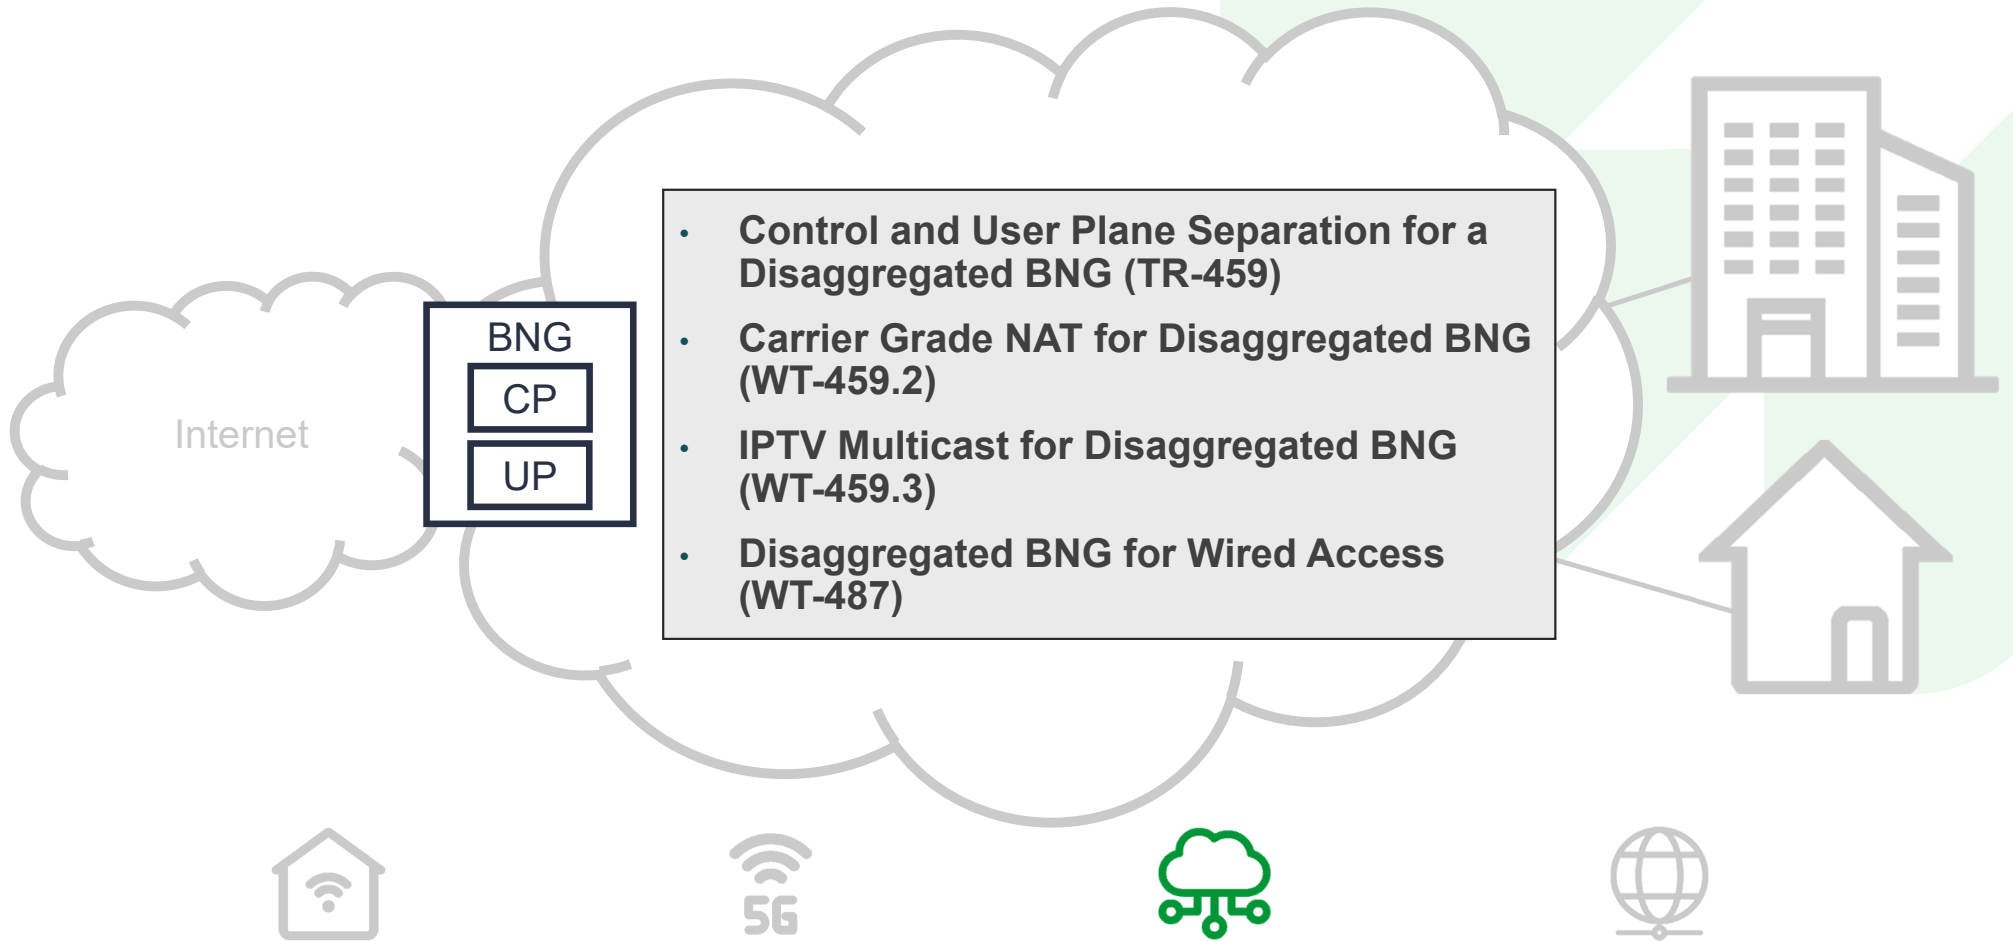 Internet
BNG
CP
UP
• Control and User Plane Separation for a
Disaggregated BNG (TR-459)
• Carrier Grade NAT for Disaggregated BNG
(WT-459.2)
• IPTV Multicast for Disaggregated BNG
(WT-459.3)
• Disaggregated BNG for Wired Access
(WT-487)
5G